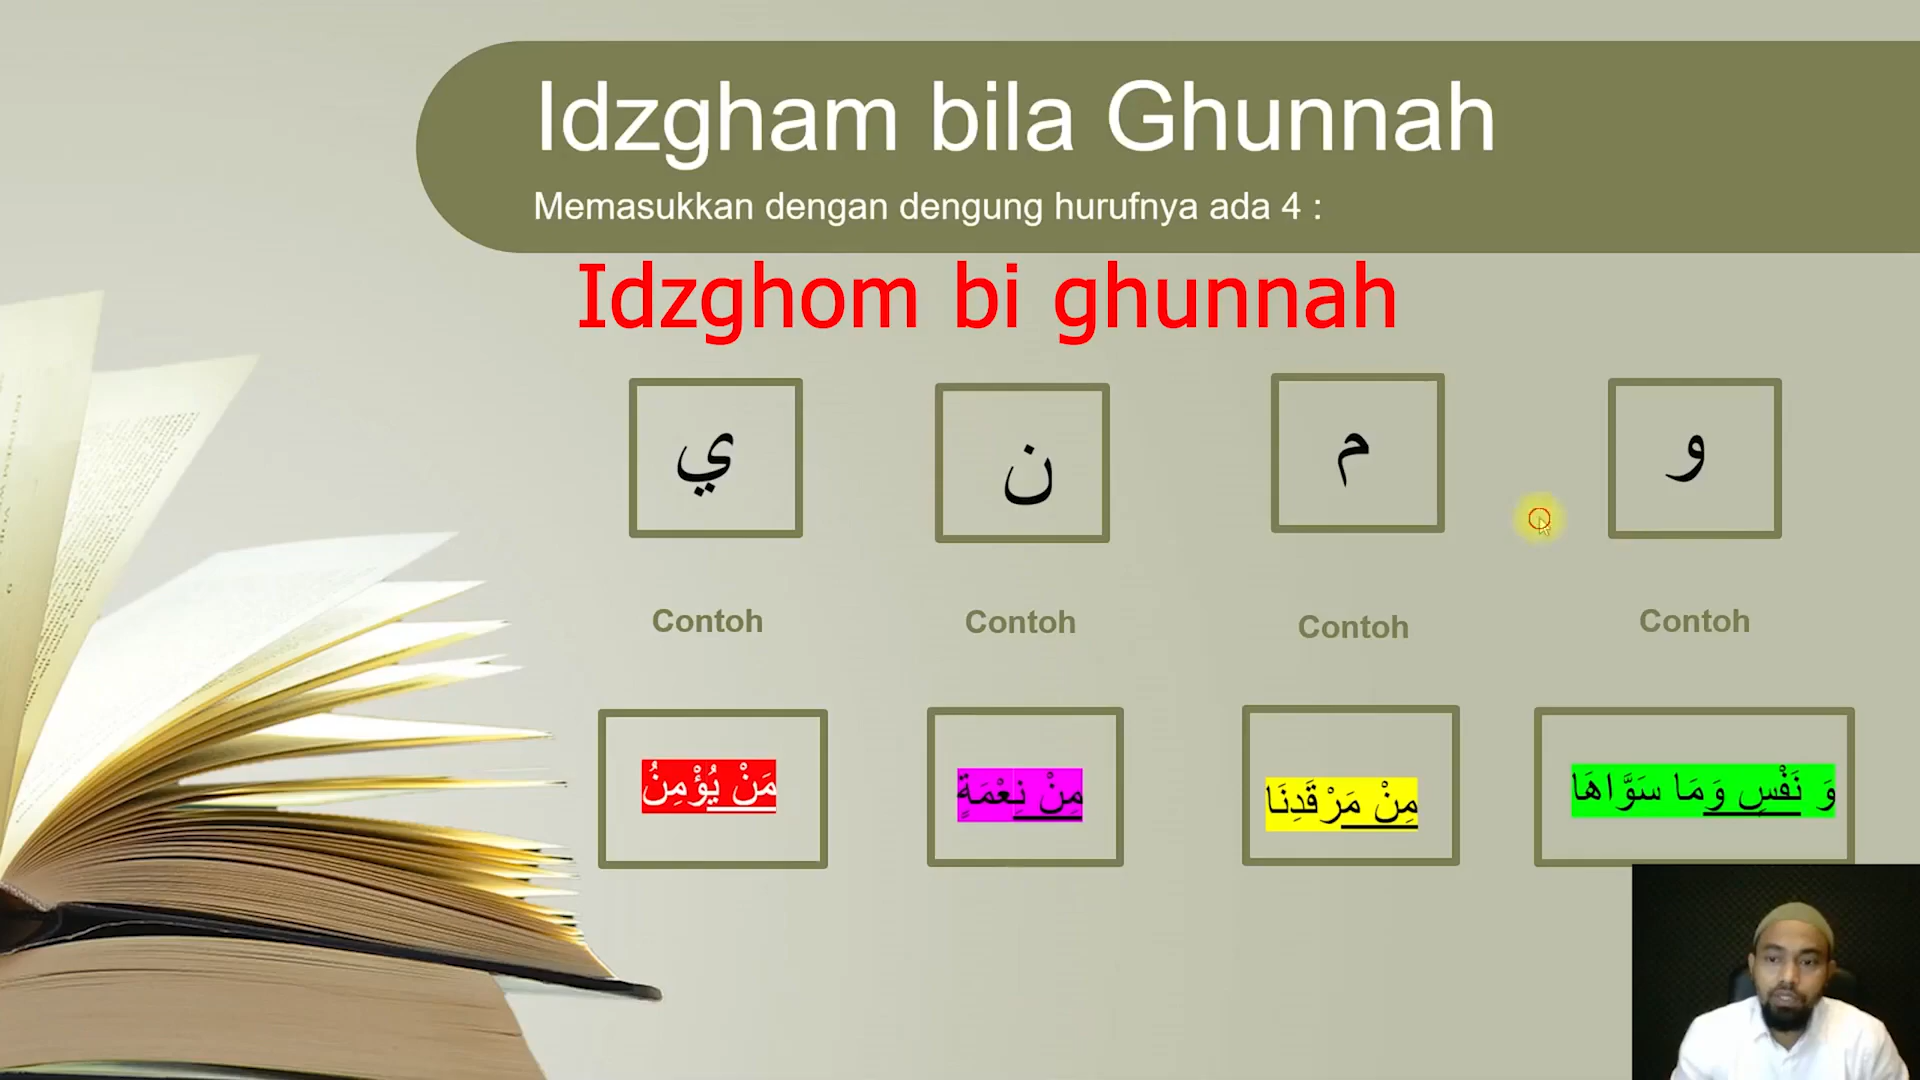 Idzgham bila Ghunnah
Memasukkan dengan dengung hurufnya ada 4 :
Idzghom bi ghunnah
ي
ن
م
و
Contoh
Contoh
Contoh
Contoh
مَنْ يُؤْمِنُ
مِنْ نِعْمَةٍ
مِنْ مَرْقَدِنَا
وَ نَفْسٍ وَمَا سَوَّاهَا